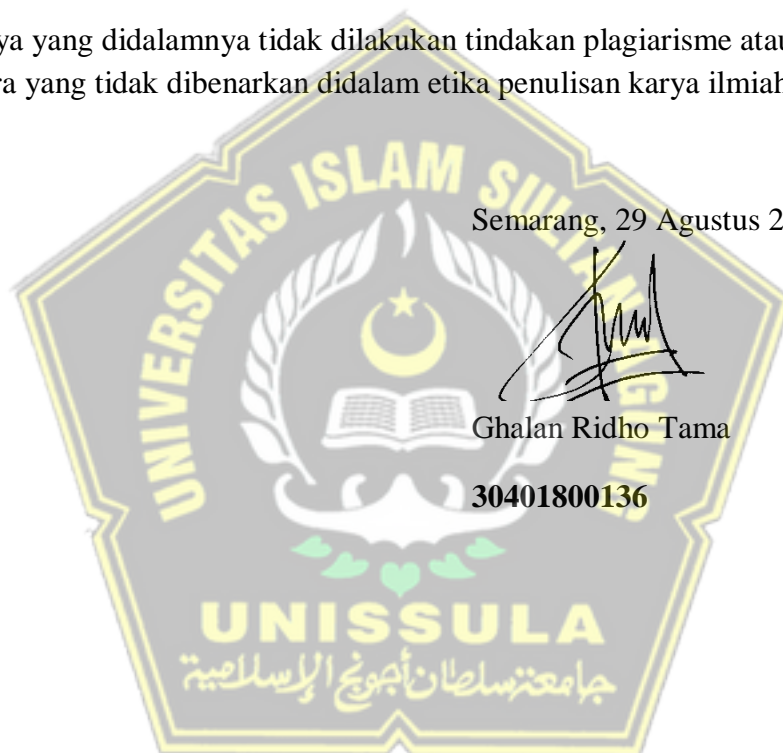 ya yang didalamnya tidak dilakukan tindakan plagiarisme atau
ra yang tidak dibenarkan didalam etika penulisan karya ilmiah
UNIVERSITAS ISLAM SULTAN AGUNG
Semarang, 29 Agustus 2
Ghalan Ridho Tama
30401800136
UNISSULA
جامعة سلطان أجونج الإسلامية